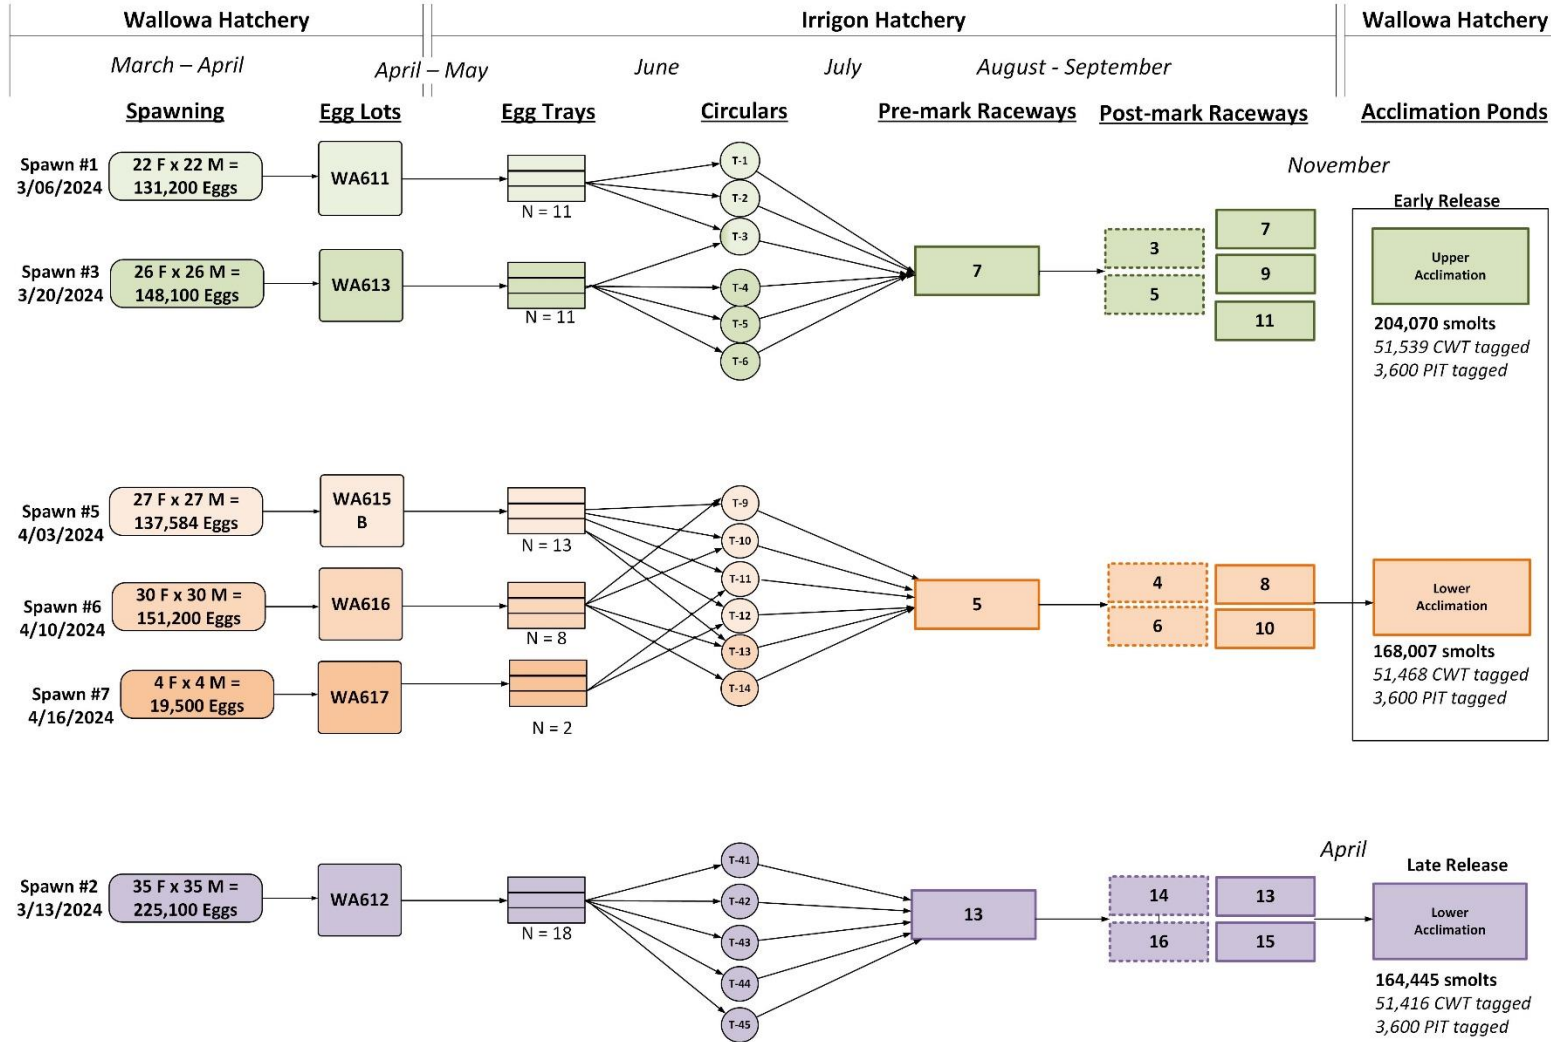 Wallowa Hatchery
Irrigon Hatchery
Wallowa Hatchery
March – April
April – May
June
July
August - September
Spawning
Egg Lots
Egg Trays
Circulars
Pre-mark Raceways
Post-mark Raceways
Acclimation Ponds
November
Early Release
Spawn #1
3/06/2024
22 F x 22 M =
131,200 Eggs
WA611
N = 11
T-1
T-2
T-3
Spawn #3
3/20/2024
26 F x 26 M =
148,100 Eggs
WA613
N = 11
T-4
T-5
T-6
7
3
5
7
9
11
Upper
Acclimation
204,070 smolts
51,539 CWT tagged
3,600 PIT tagged
Spawn #5
4/03/2024
27 F x 27 M =
137,584 Eggs
WA615
B
N = 13
Spawn #6
4/10/2024
30 F x 30 M =
151,200 Eggs
WA616
N = 8
Spawn #7
4/16/2024
4 F x 4 M =
19,500 Eggs
WA617
N = 2
T-9
T-10
T-11
T-12
T-13
T-14
5
4
6
8
10
Lower
Acclimation
168,007 smolts
51,468 CWT tagged
3,600 PIT tagged
April
Late Release
Spawn #2
3/13/2024
35 F x 35 M =
225,100 Eggs
WA612
N = 18
T-41
T-42
T-43
T-44
T-45
13
14
16
13
15
Lower
Acclimation
164,445 smolts
51,416 CWT tagged
3,600 PIT tagged